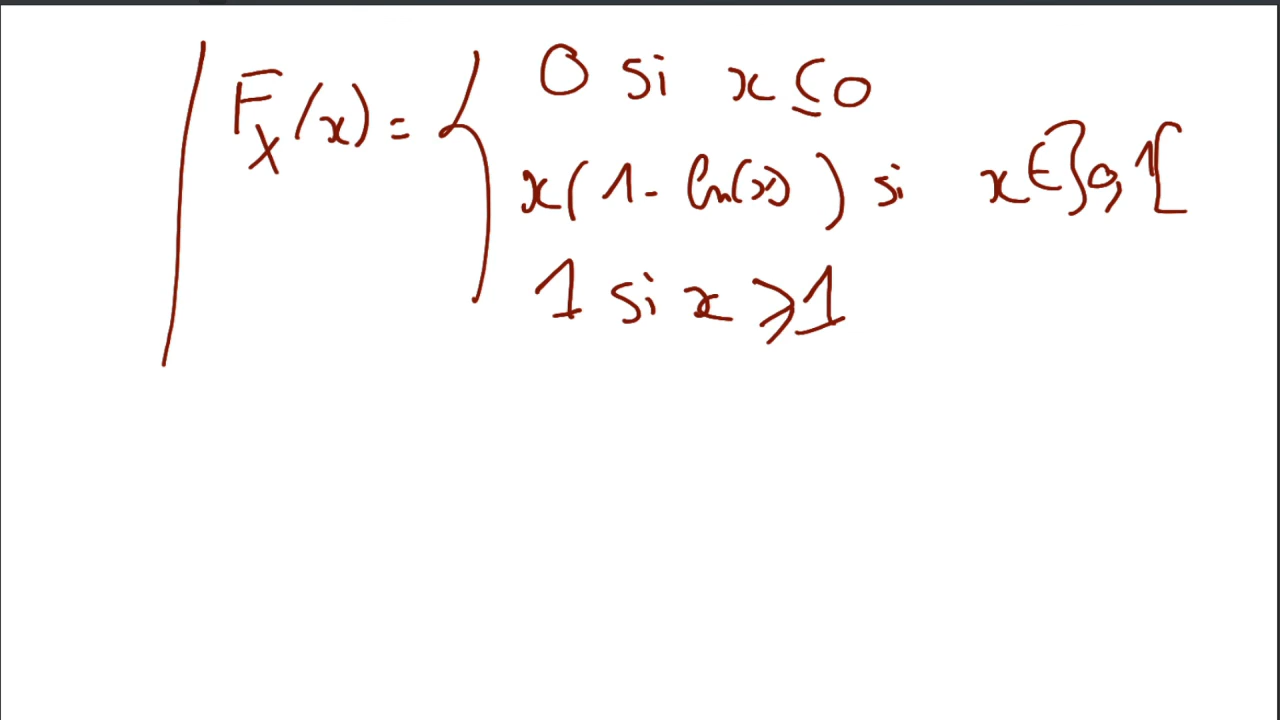 F_X(x) = { 0 si x ≤ 0
x(1 - ln(x)) si x ∈ ]0, 1[
1 si x ⩾ 1